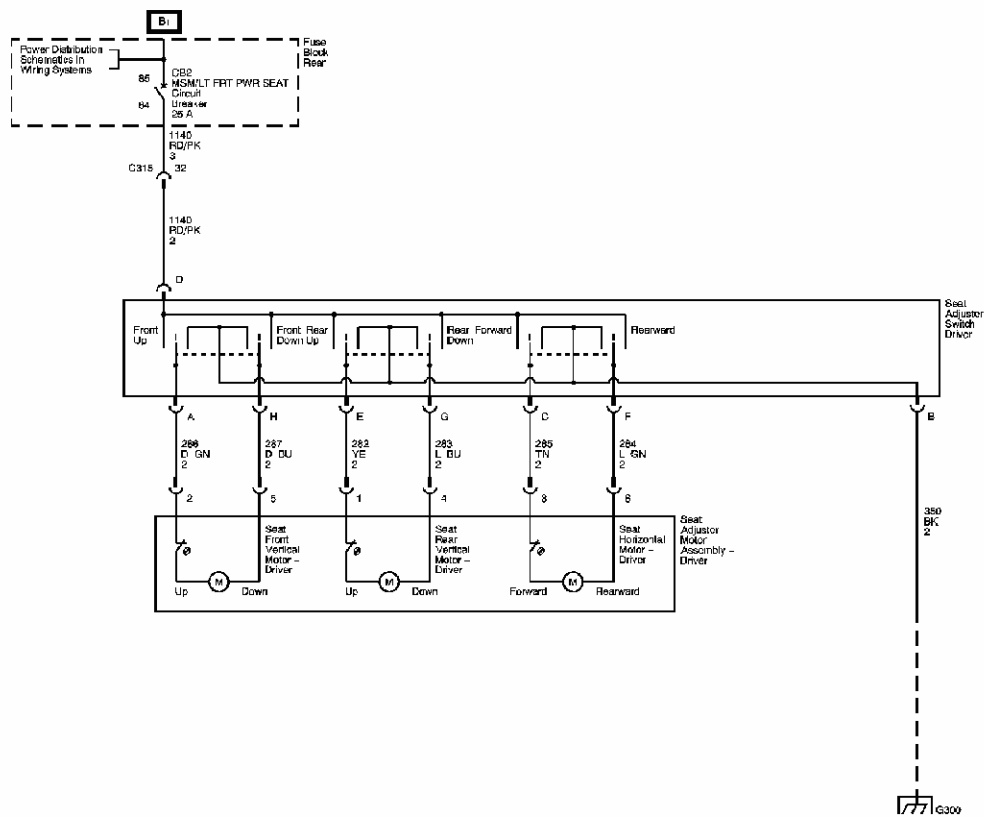 B+
Power Distribution
Schematics in
Wiring Systems
Fuse
Block
Rear
85
64
CB2
MSM/LT FRT PWR SEAT
Circuit
Breaker
25 A
1140
RD/PK
3
C315
32
1140
RD/PK
2
D
Seat
Adjuster
Switch
Driver
Front
Up
Front
Down
Rear
Up
Rear
Down
Forward
Rearward
A
H
E
G
C
F
B
286
D GN
2
287
D BU
2
282
YE
2
283
L BU
2
285
TN
2
284
L GN
2
350
BK
2
2
5
1
4
Seat
Front
Vertical
Motor –
Driver
Seat
Rear
Vertical
Motor –
Driver
Seat
Horizontal
Motor –
Driver
Seat
Adjuster
Motor
Assembly –
Driver
M
M
M
Up
Down
Up
Down
Forward
Rearward
G300